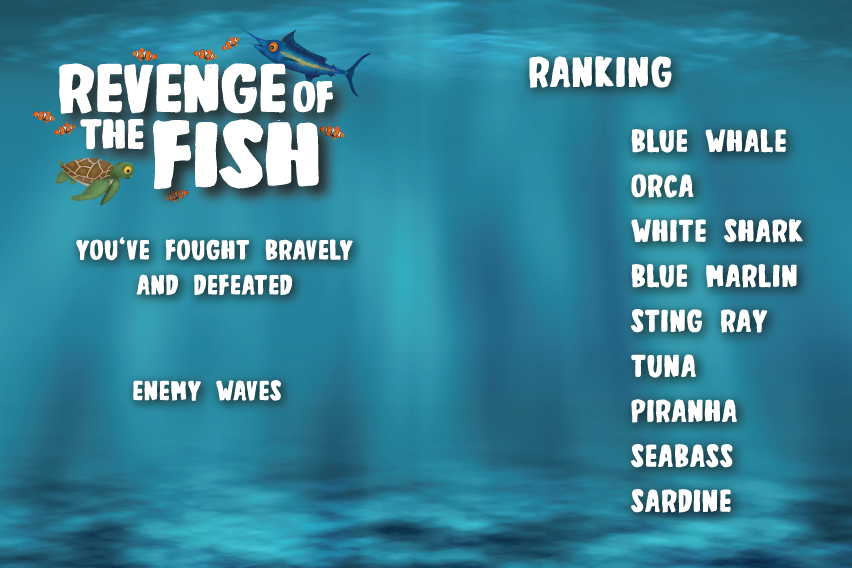 REVENGE OF
THE FISH
YOU'VE FOUGHT BRAVELY
AND DEFEATED
ENEMY WAVES
RANKING
BLUE WHALE
ORCA
WHITE SHARK
BLUE MARLIN
STING RAY
TUNA
PIRANHA
SEABASS
SARDINE